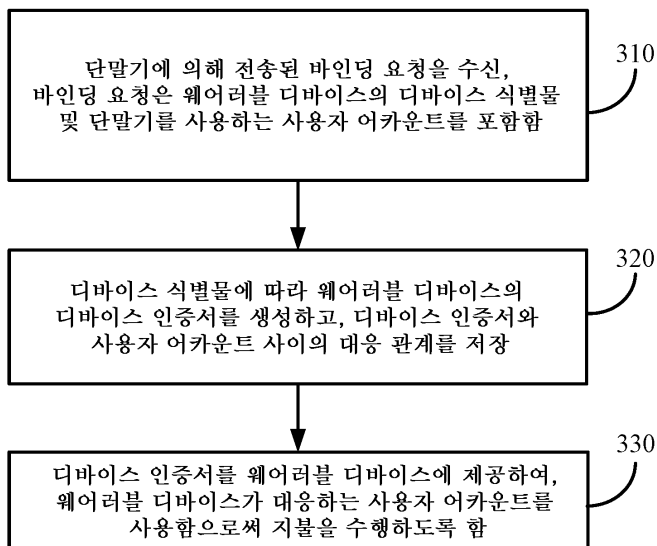 단말기에 의해 전송된 바인딩 요청을 수신,
바인딩 요청은 웨어러블 디바이스의 디바이스 식별물
및 단말기를 사용하는 사용자 어카운트를 포함함
310
디바이스 식별물에 따라 웨어러블 디바이스의
디바이스 인증서를 생성하고, 디바이스 인증서와
사용자 어카운트 사이의 대응 관계를 저장
320
디바이스 인증서를 웨어러블 디바이스에 제공하여,
웨어러블 디바이스가 대응하는 사용자 어카운트를
사용함으로써 지불을 수행하도록 함
330